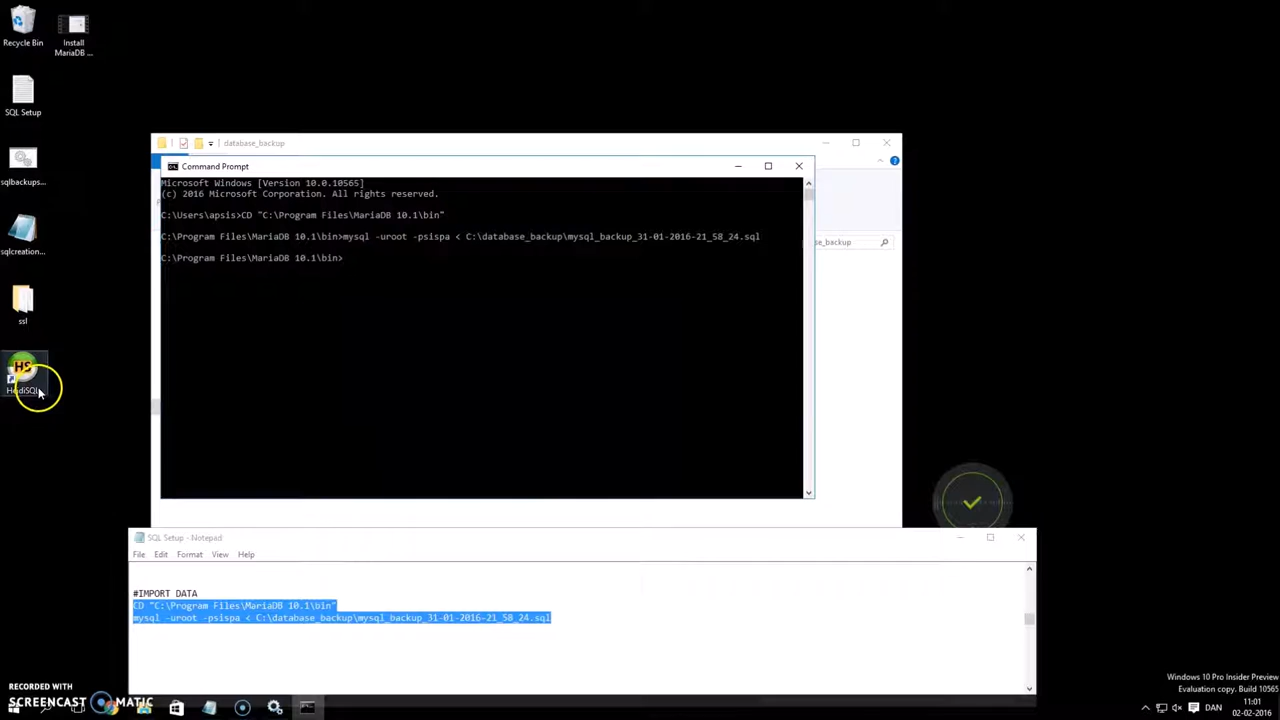 Recycle Bin
Install
MariaDB ...
SQL Setup
sqlbackups...
sqlcreation...
ssl
HS
HeidiSQL
database_backup
Command Prompt
Microsoft Windows [Version 10.0.10565]
(c) 2016 Microsoft Corporation. All rights reserved.
C:\Users\apsis>CD "C:\Program Files\MariaDB 10.1\bin"
C:\Program Files\MariaDB 10.1\bin>mysql -uroot -psispa < C:\database_backup\mysql_backup_31-01-2016-21_58_24.sql
C:\Program Files\MariaDB 10.1\bin>
se_backup
SQL Setup - Notepad
File Edit Format View Help
#IMPORT DATA
CD "C:\Program Files\MariaDB 10.1\bin"
mysql -uroot -psispa < C:\database_backup\mysql_backup_31-01-2016-21_58_24.sql
Windows 10 Pro Insider Preview
Evaluation copy. Build 10565
RECORDED WITH
SCREENCAST MATIC
DAN
11:01
02-02-2016